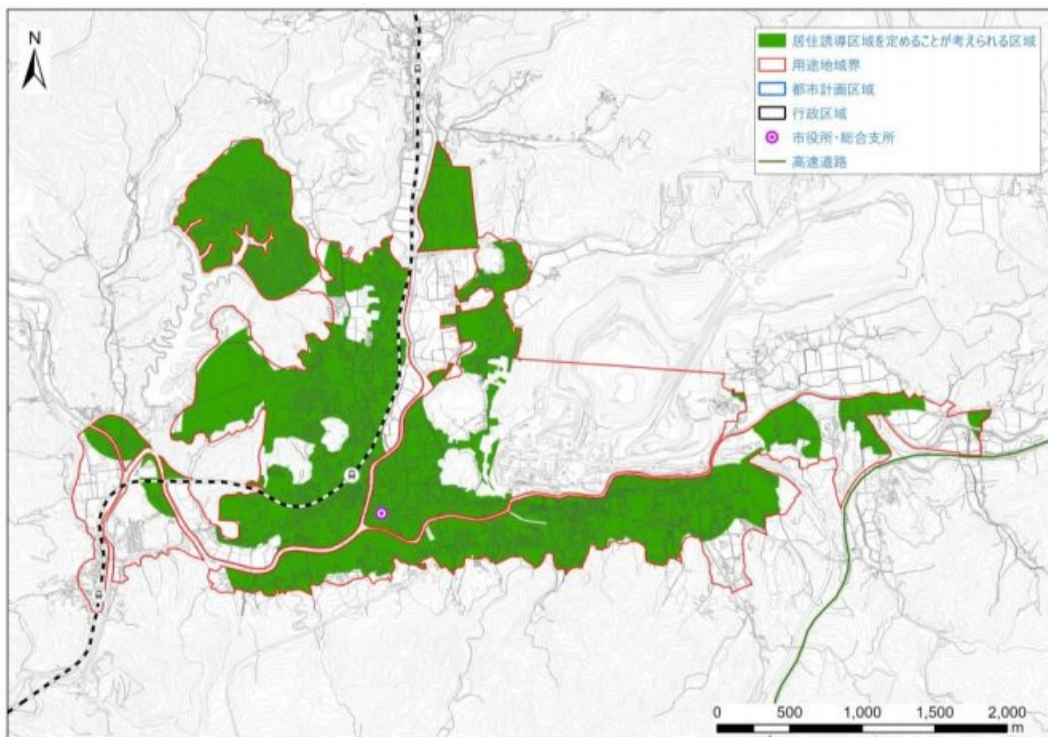 N
居住誘導区域を定めることが考えられる区域
用途地域界
都市計画区域
行政区域
市役所・総合支所
高速道路
0 500 1,000 1,500 2,000
m